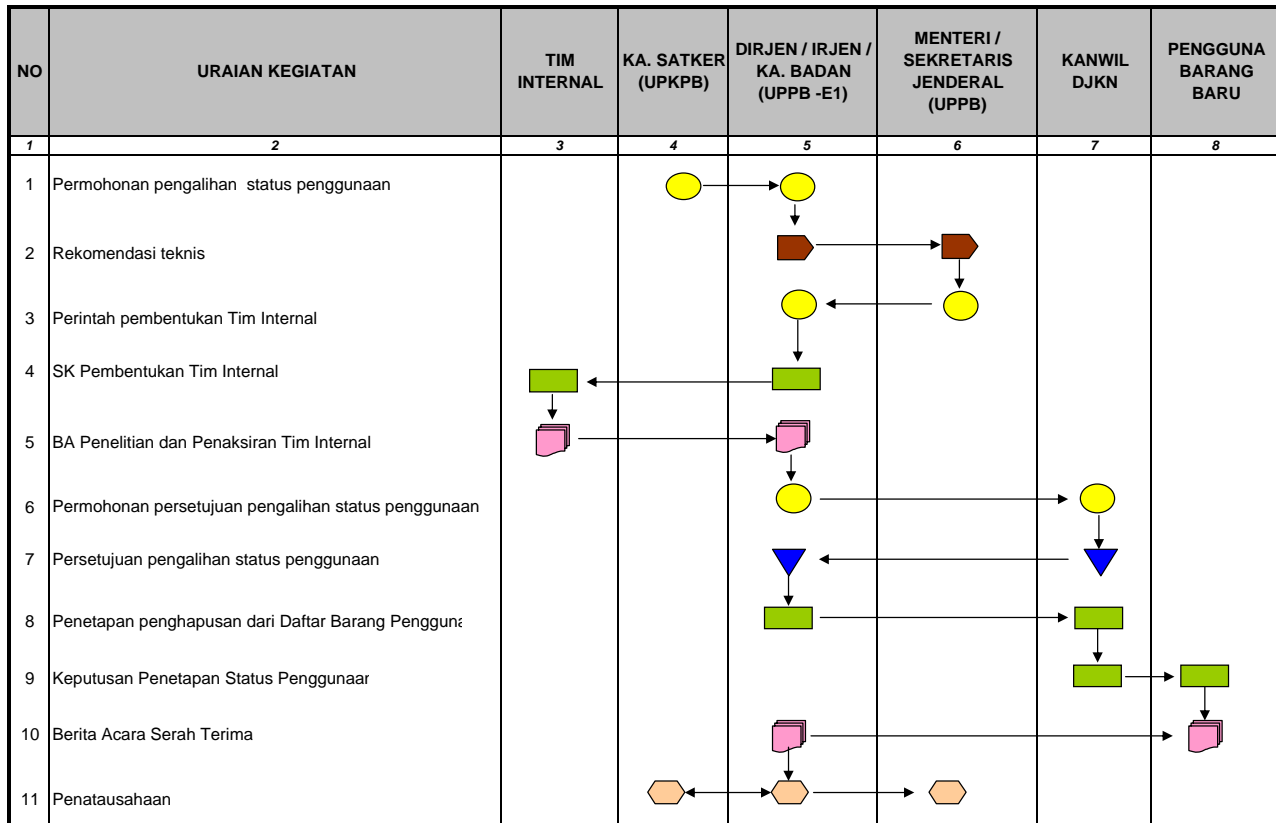 NO
URAIAN KEGIATAN
TIM
INTERNAL
KA. SATKER
(UPKPB)
DIRJEN / IRJEN /
KA. BADAN
(UPPB -E1)
MENTERI /
SEKRETARIS
JENDERAL
(UPPB)
KANWIL
DJKN
PENGGUNA
BARANG
BARU
1 2 3 4 5 6 7 8
1 Permohonan pengalihan status penggunaan
2 Rekomendasi teknis
3 Perintah pembentukan Tim Internal
4 SK Pembentukan Tim Internal
5 BA Penelitian dan Penaksiran Tim Internal
6 Permohonan persetujuan pengalihan status penggunaan
7 Persetujuan pengalihan status penggunaan
8 Penetapan penghapusan dari Daftar Barang Pengguna
9 Keputusan Penetapan Status Penggunaan
10 Berita Acara Serah Terima
11 Penatausahaan